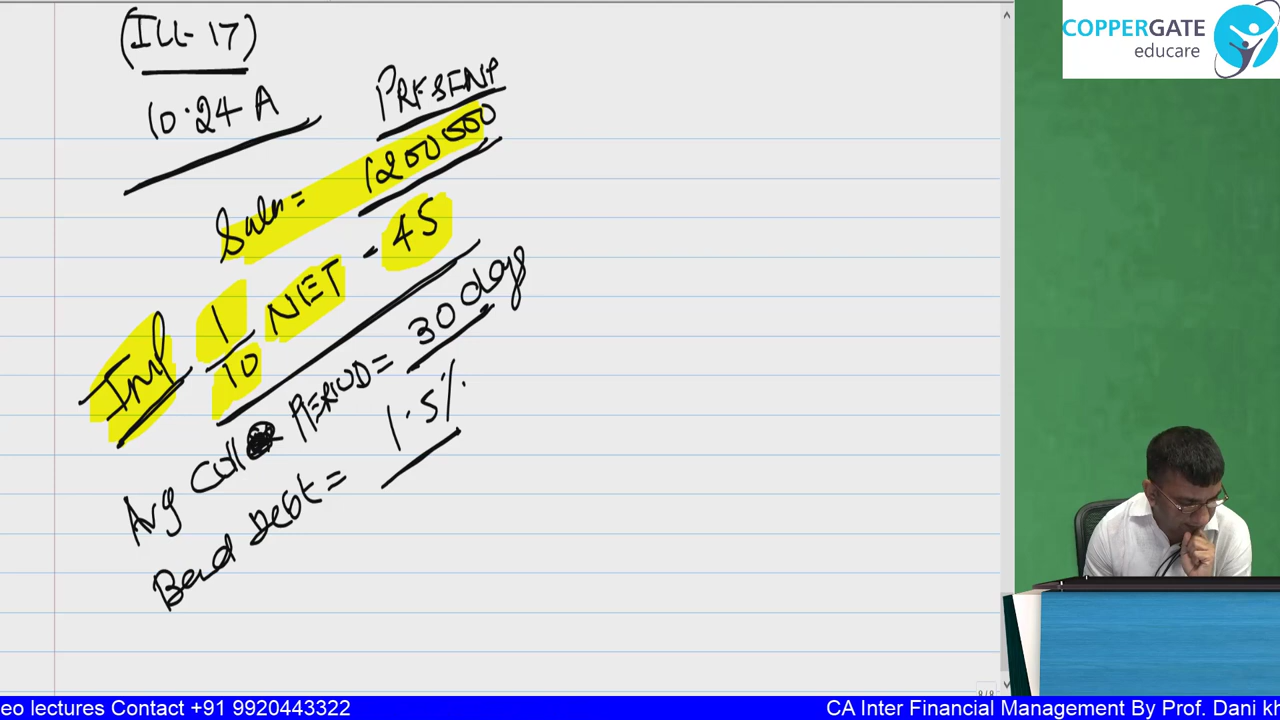 (ILL-17)
10.24 A
PRESENT
Sales = 1200000
Imp 1/10 NET - 45
Avg Coll PERIOD = 30 days
Bad Debt = 1.5%
COPPERGATE
educare
eo lectures Contact +91 9920443322
CA Inter Financial Management By Prof. Dani kh